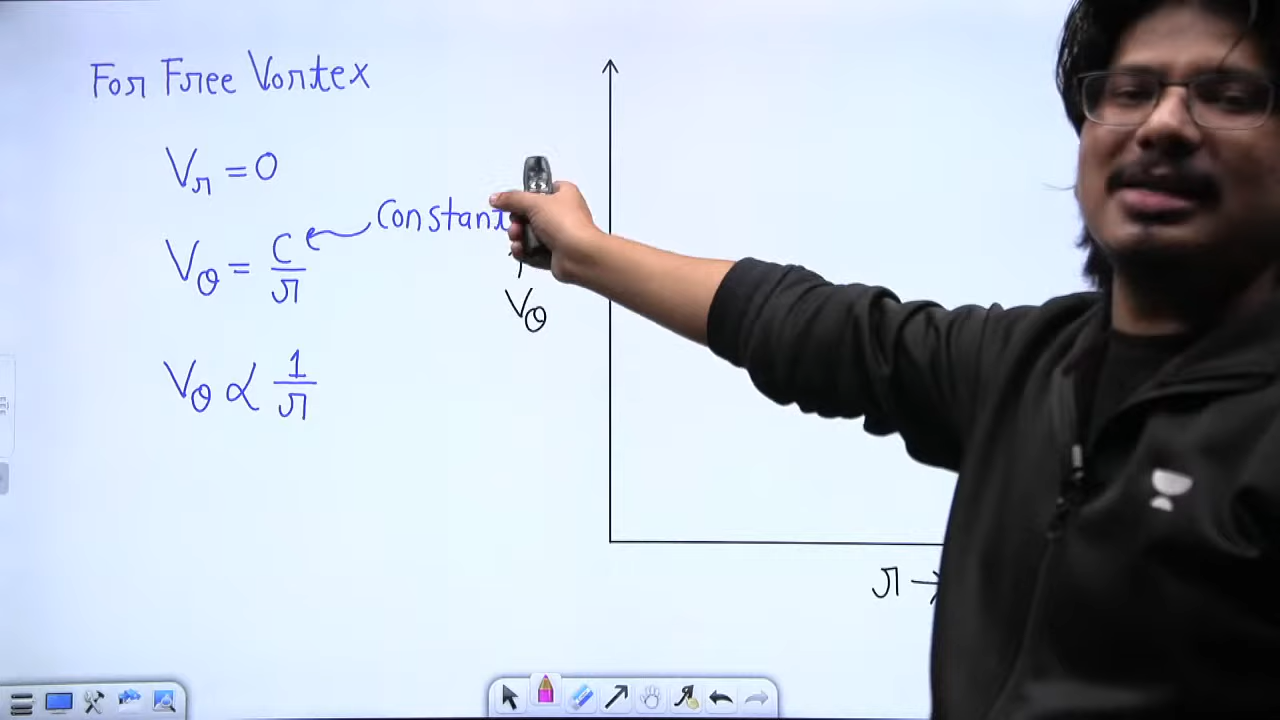 For Free Vortex
Vr = 0
Vθ = C/r ← Constant
Vθ ∝ 1/r
Vθ
r →